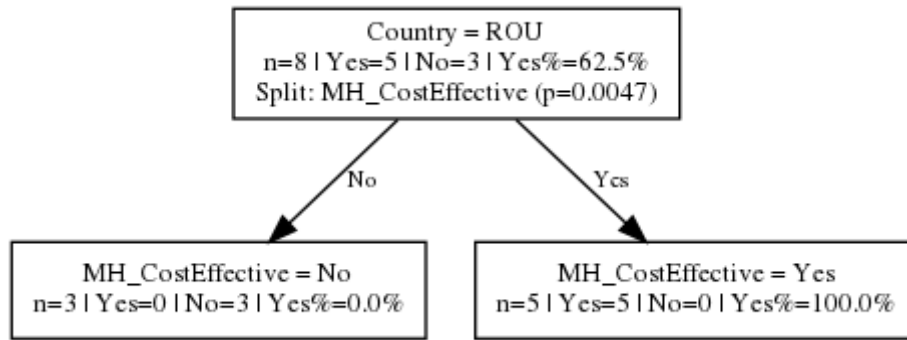 Country = ROU
n=8 | Yes=5 | No=3 | Yes%=62.5%
Split: MH_CostEffective (p=0.0047)
No
Yes
MH_CostEffective = No
n=3 | Yes=0 | No=3 | Yes%=0.0%
MH_CostEffective = Yes
n=5 | Yes=5 | No=0 | Yes%=100.0%